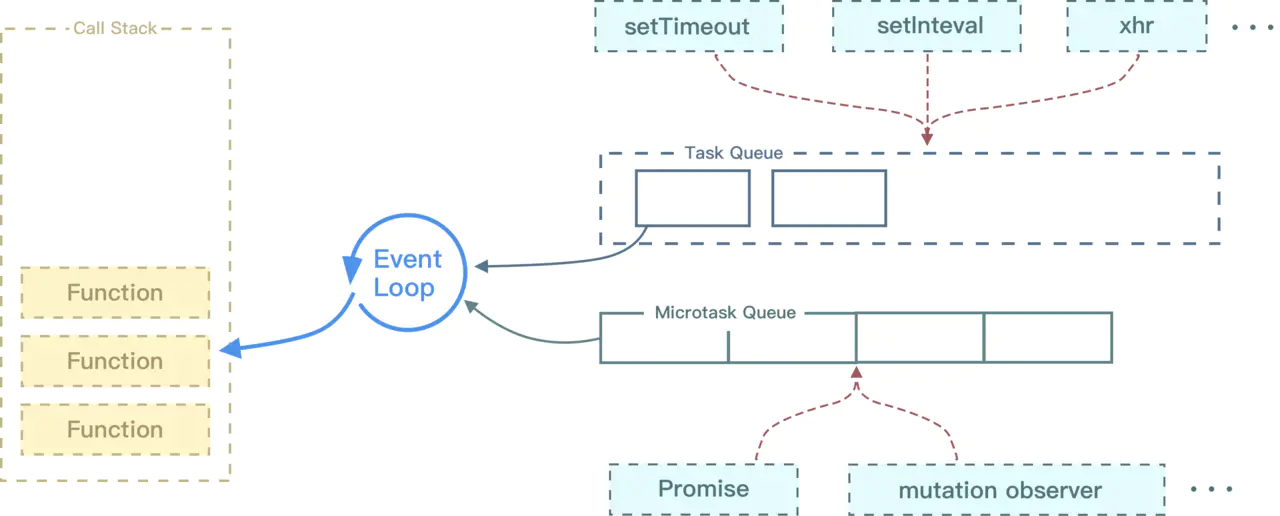 Call Stack
setTimeout
setInteval
xhr
Task Queue
Event
Loop
Function
Function
Function
Microtask Queue
Promise
mutation observer